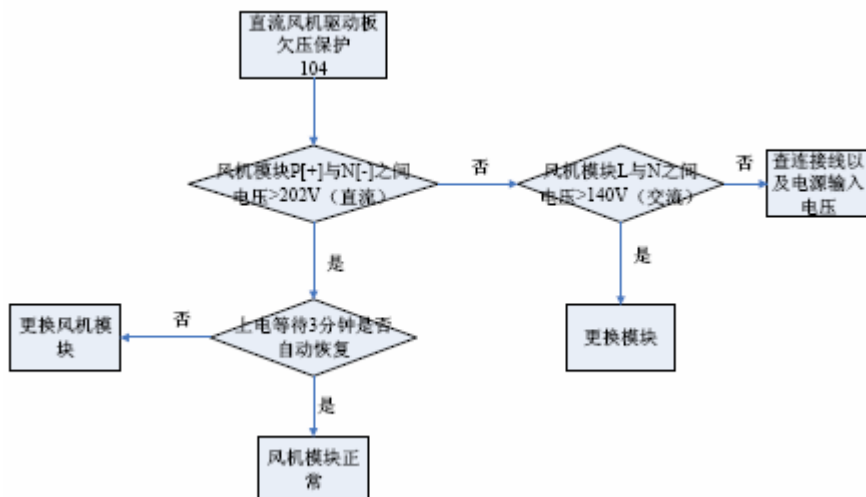 直流风机驱动板
欠压保护
104
风机模块P[+]与N[-]之间
电压>202V（直流）
否
风机模块L与N之间
电压>140V（交流）
否
查连接线以
及电源输入
电压
是
是
更换风机模
块
否
上电等待3分钟是否
自动恢复
更换模块
是
风机模块正
常